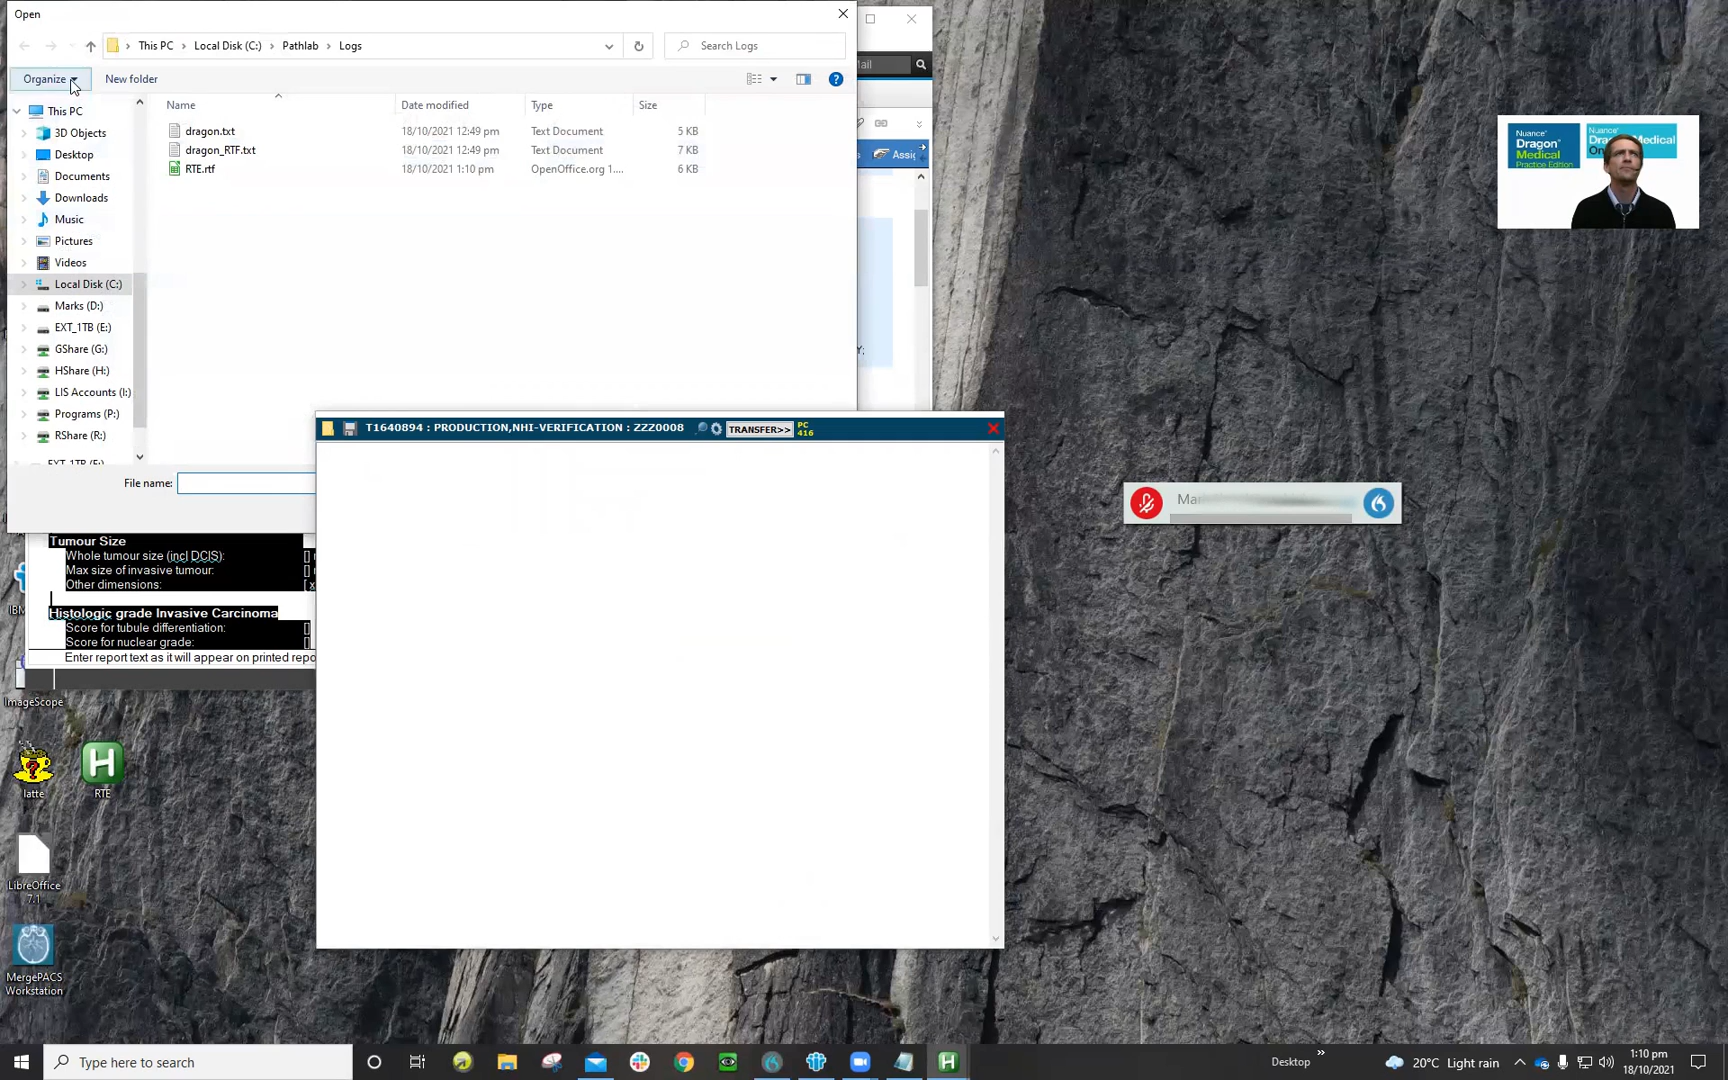 Open
This PC > Local Disk (C:) > Pathlab > Logs
Search Logs
Organize
New folder
Name
Date modified
Type
Size
dragon.txt 18/10/2021 12:49 pm Text Document 5 KB
dragon_RTF.txt 18/10/2021 12:49 pm Text Document 7 KB
RTE.rtf 18/10/2021 1:10 pm OpenOffice.org 1.... 6 KB
This PC
3D Objects
Desktop
Documents
Downloads
Music
Pictures
Videos
Local Disk (C:)
Marks (D:)
EXT_1TB (E:)
GShare (G:)
HShare (H:)
LIS Accounts (I:)
Programs (P:)
RShare (R:)
File name:
Mail
Assig
Y;
Nuance
Dragon
Medical
Practice Edition
Nuance
T1640894 : PRODUCTION,NHI-VERIFICATION : ZZZ0008
TRANSFER>>
PC
416
Tumour Size
Whole tumour size (incl DCIS): []
Max size of invasive tumour: []
Other dimensions: [ x
Histologic grade Invasive Carcinoma
Score for tubule differentiation: []
Score for nuclear grade: []
Enter report text as it will appear on printed repo
IBM
ImageScope
latte
H
RTE
LibreOffice
7.1
MergePACS
Workstation
Type here to search
H
Desktop
20°C Light rain
1:10 pm
18/10/2021